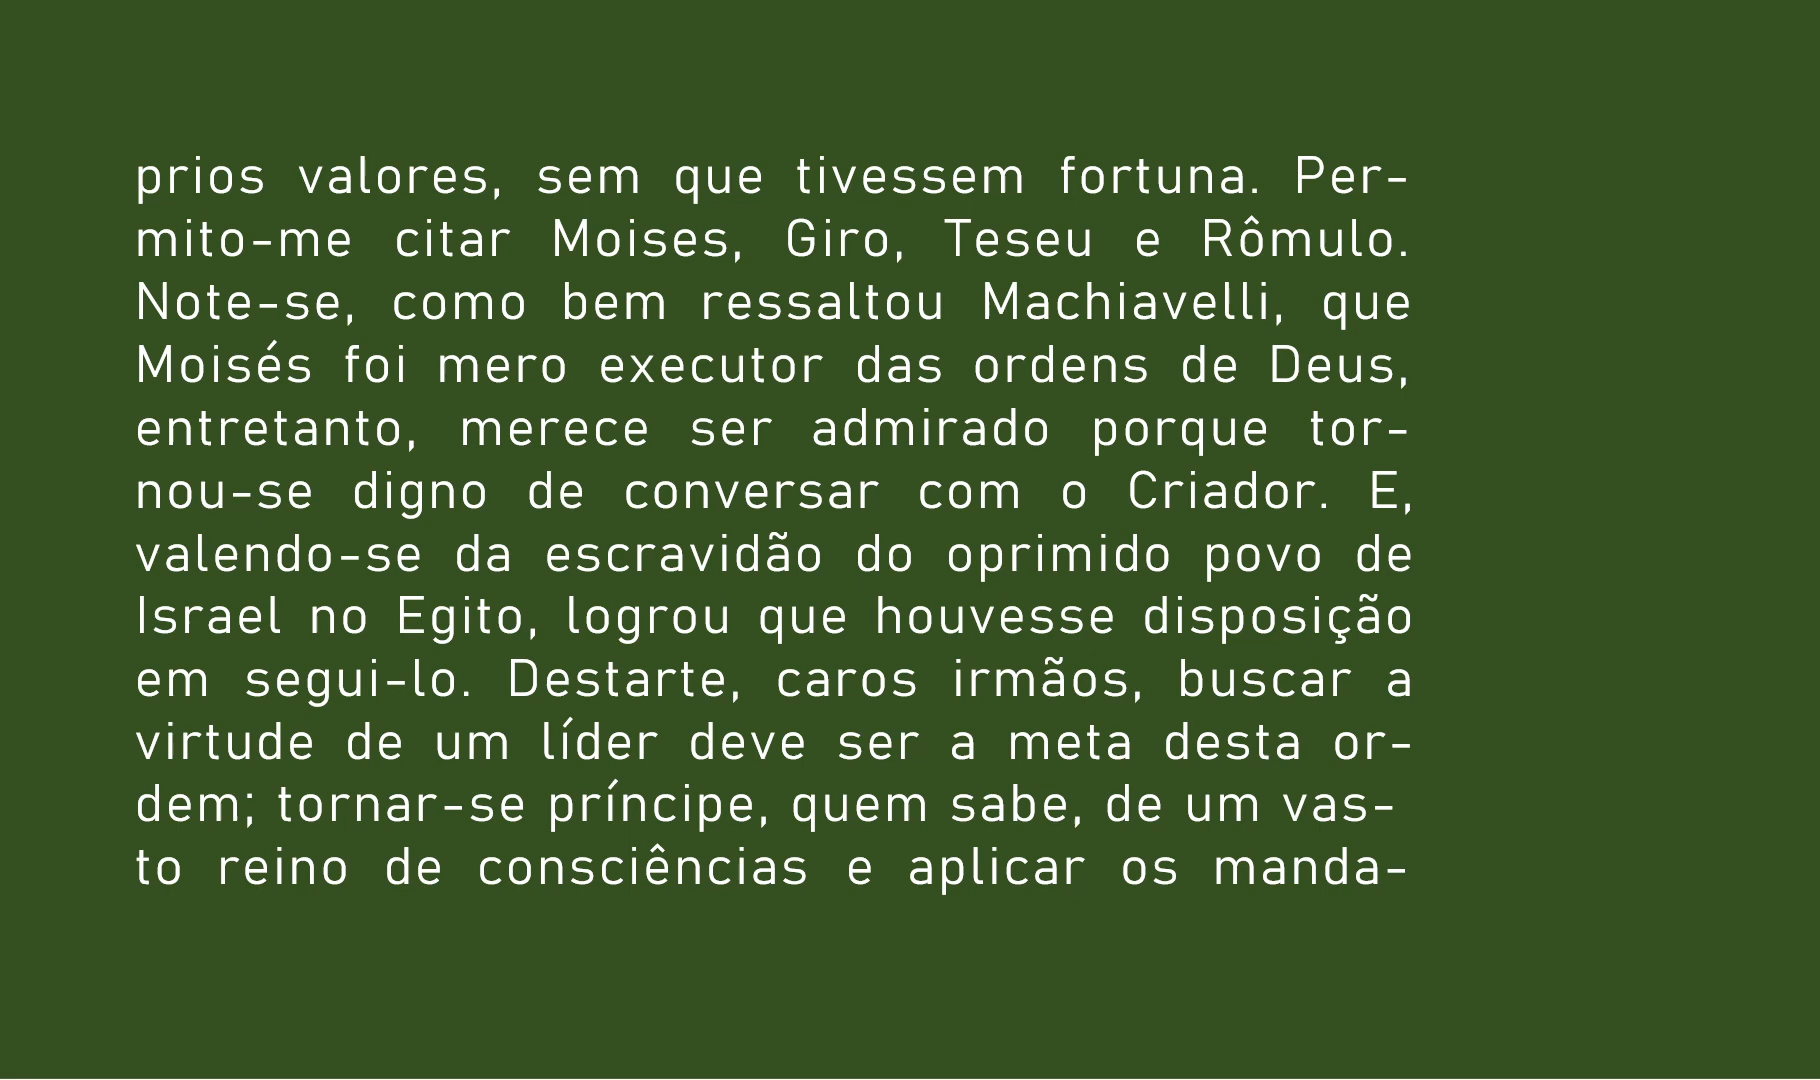 prios valores, sem que tivessem fortuna. Per-
mito-me citar Moises, Giro, Teseu e Rômulo.
Note-se, como bem ressaltou Machiavelli, que
Moisés foi mero executor das ordens de Deus,
entretanto, merece ser admirado porque tor-
nou-se digno de conversar com o Criador. E,
valendo-se da escravidão do oprimido povo de
Israel no Egito, logrou que houvesse disposição
em segui-lo. Destarte, caros irmãos, buscar a
virtude de um líder deve ser a meta desta or-
dem; tornar-se príncipe, quem sabe, de um vas-
to reino de consciências e aplicar os manda-